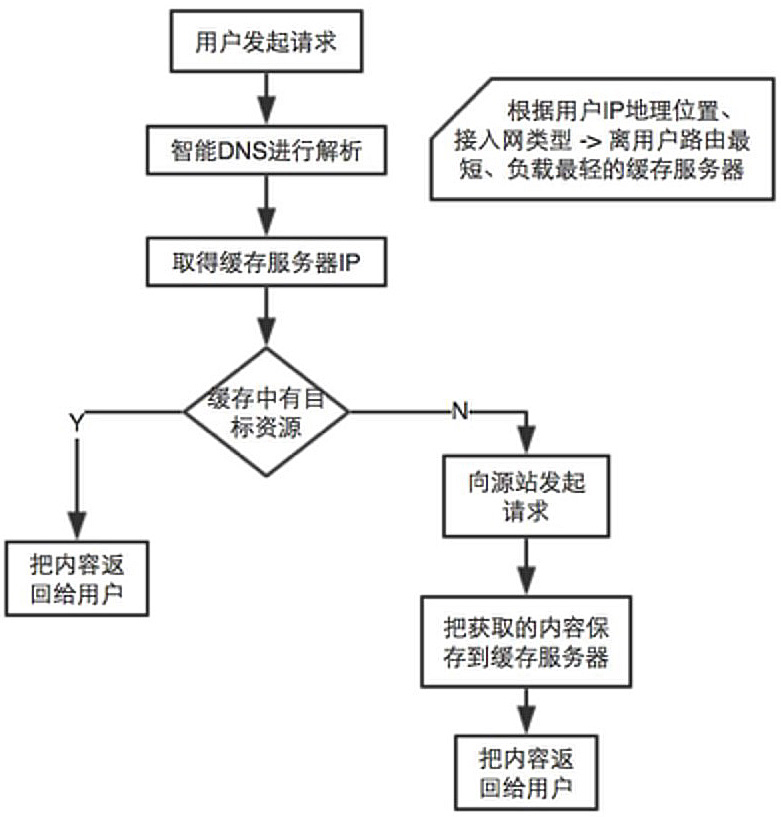 用户发起请求
智能DNS进行解析
根据用户IP地理位置、
接入网类型 -> 离用户路由最
短、负载最轻的缓存服务器
取得缓存服务器IP
缓存中有目
标资源
Y
N
向源站发起
请求
把内容返
回给用户
把获取的内容保
存到缓存服务器
把内容返
回给用户